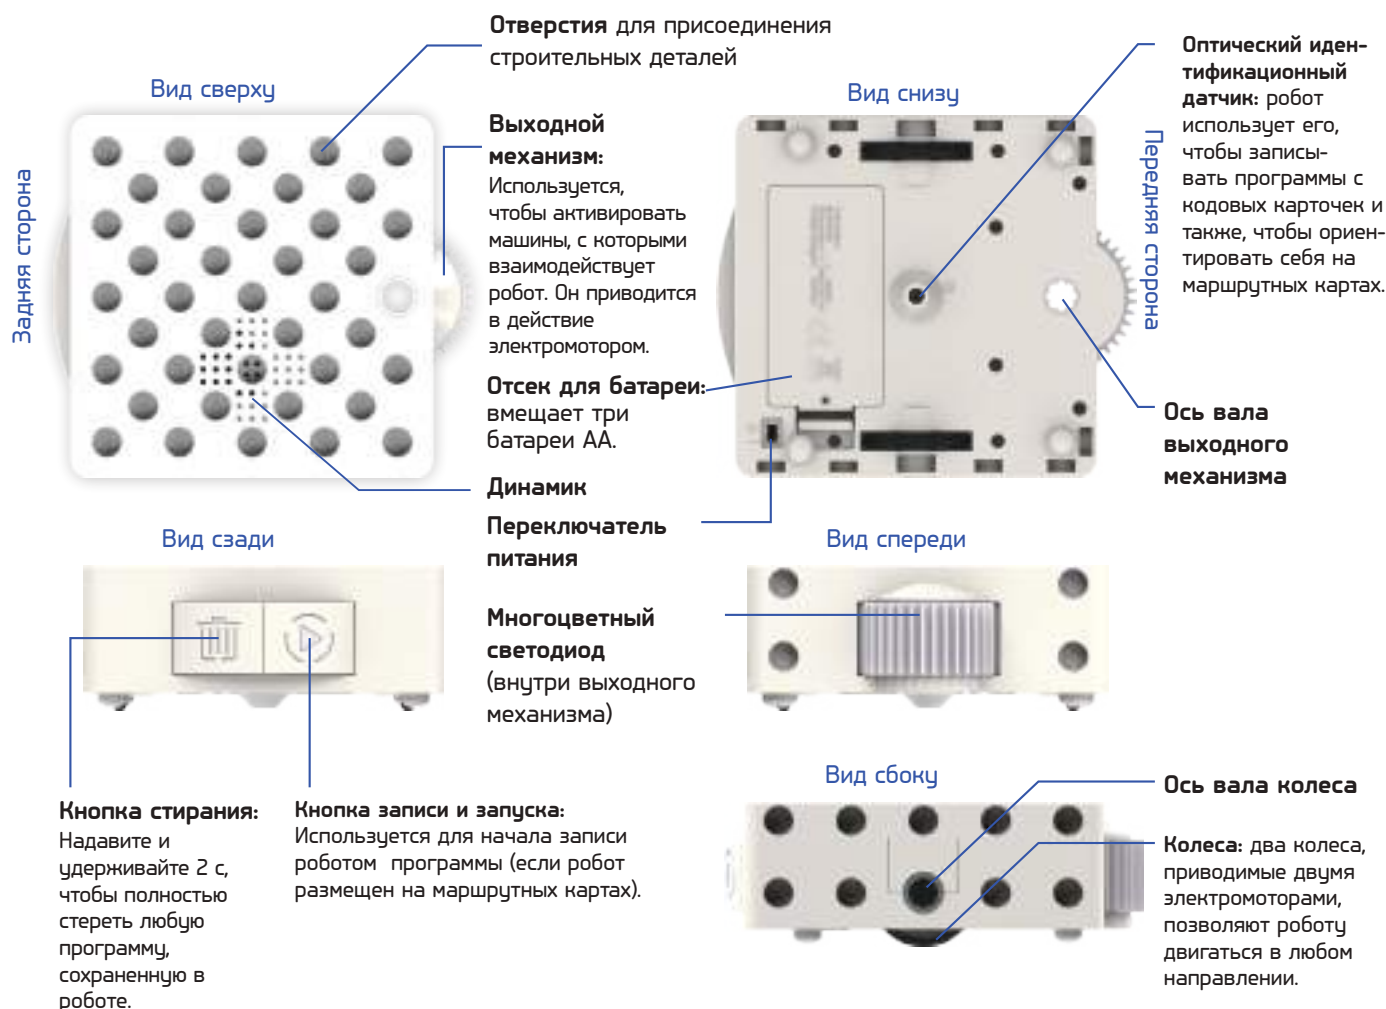 Отверстия для присоединения
строительных деталей
Вид сверху
Задняя сторона
Выходной
механизм:
Используется,
чтобы активировать
машины, с которыми
взаимодействует
робот. Он приводится
в действие
электромотором.
Отсек для батареи:
вмещает три
батареи АА.
Динамик
Переключатель
питания
Вид снизу
Передняя сторона
Оптический иден-
тификационный
датчик: робот
использует его,
чтобы записы-
вать программы с
кодовых карточек и
также, чтобы ориен-
тировать себя на
маршрутных картах.
Ось вала
выходного
механизма
Вид сзади
Вид спереди
Многоцветный
светодиод
(внутри выходного
механизма)
Кнопка стирания:
Надавите и
удерживайте 2 с,
чтобы полностью
стереть любую
программу,
сохраненную в
роботе.
Кнопка записи и запуска:
Используется для начала записи
роботом программы (если робот
размещен на маршрутных картах).
Вид сбоку
Ось вала колеса
Колеса: два колеса,
приводимые двумя
электромоторами,
позволяют роботу
двигаться в любом
направлении.